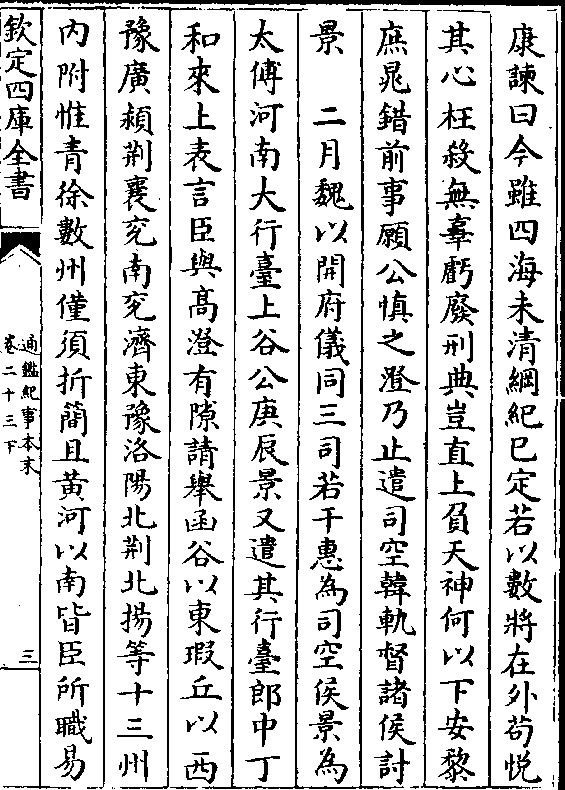 康諫曰今雖四海未清綱紀已定若以數將在外苟悦
其心枉殺無辜虧廢刑典豈直上負天神何以下安黎
庶晁錯前事願公慎之澄乃止遣司空韓軌督諸侯討
景　二月魏以開府儀同三司若干惠為司空侯景為
太傅河南大行臺上谷公庚辰景又遣其行臺郎中丁
和來上表言臣與髙澄有隙請舉函谷以東瑕丘以西
豫廣潁荆襄兖南兖濟東豫洛陽北荆北揚等十三州
内附惟青徐數州僅須折簡且黄河以南皆臣所職易
欽定四庫全書
通鑑紀事本末
卷二十三下
三